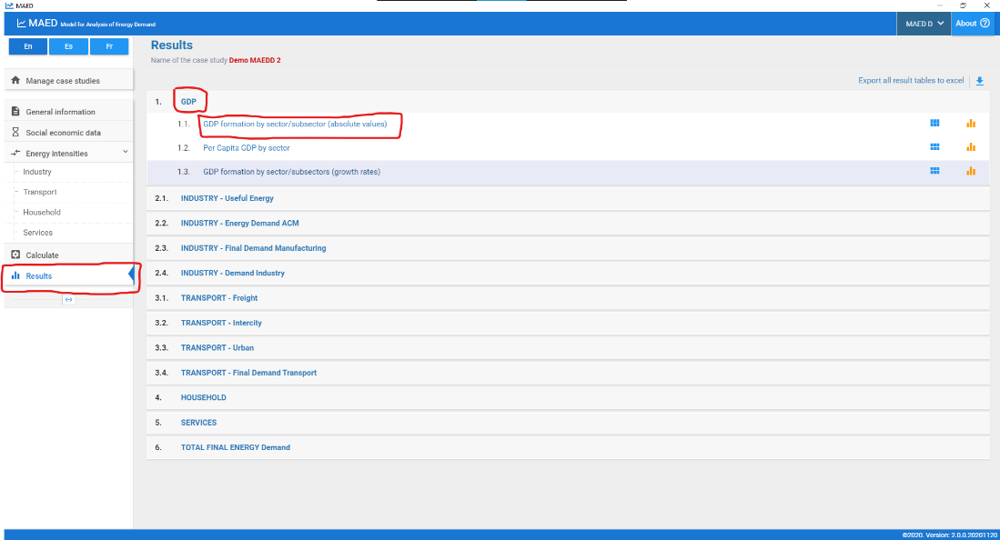 MAED
MAED Model for Analysis of Energy Demand
MAED D
About
En
Es
Fr
Results
Name of the case study Demo MAEDD 2
Manage case studies
Export all result tables to excel
General information
Social economic data
Energy intensities
Industry
Transport
Household
Services
Calculate
Results
1. GDP
1.1. GDP formation by sector/subsector (absolute values)
1.2. Per Capita GDP by sector
1.3. GDP formation by sector/subsectors (growth rates)
2.1. INDUSTRY - Useful Energy
2.2. INDUSTRY - Energy Demand ACM
2.3. INDUSTRY - Final Demand Manufacturing
2.4. INDUSTRY - Demand Industry
3.1. TRANSPORT - Freight
3.2. TRANSPORT - Intercity
3.3. TRANSPORT - Urban
3.4. TRANSPORT - Final Demand Transport
4. HOUSEHOLD
5. SERVICES
6. TOTAL FINAL ENERGY Demand
©2020. Version: 2.0.0.20201120